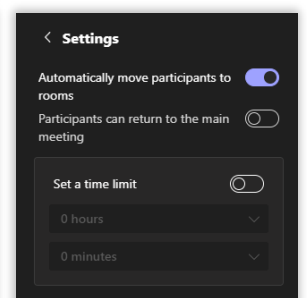 Settings
Automatically move participants to
rooms
Participants can return to the main
meeting
Set a time limit
0 hours
0 minutes